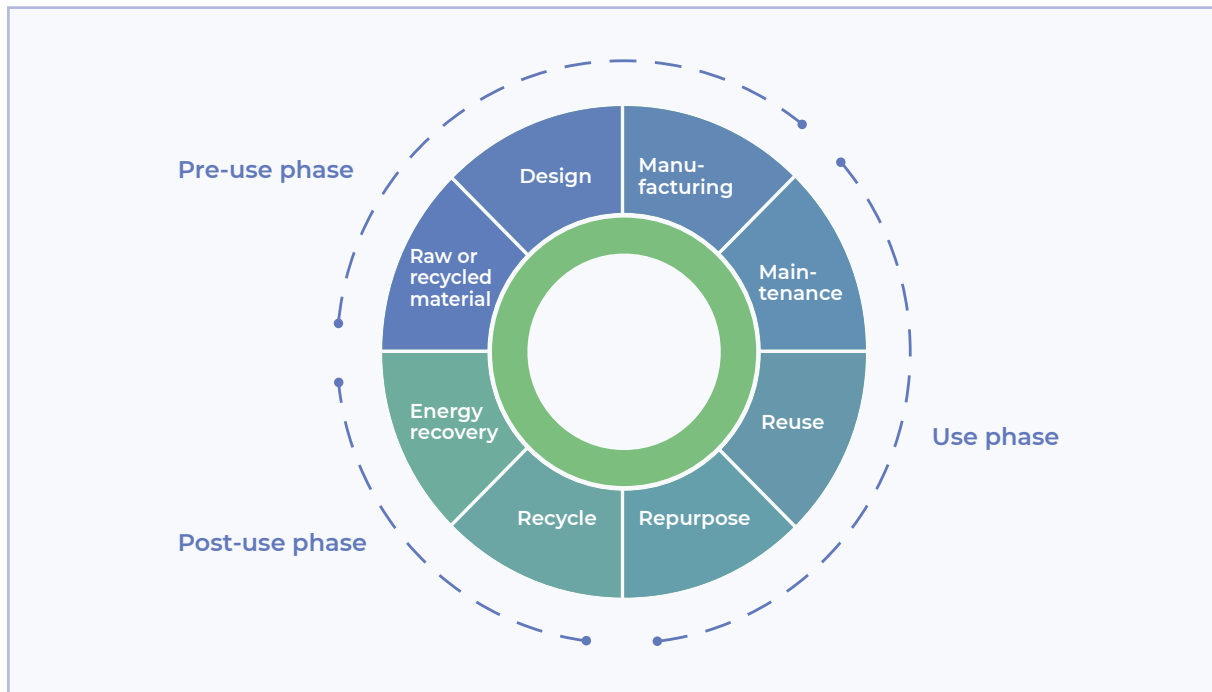 Pre-use phase
Design
Manu-
facturing
Raw or
recycled
material
Main-
tenance
Energy
recovery
Reuse
Use phase
Recycle
Repurpose
Post-use phase